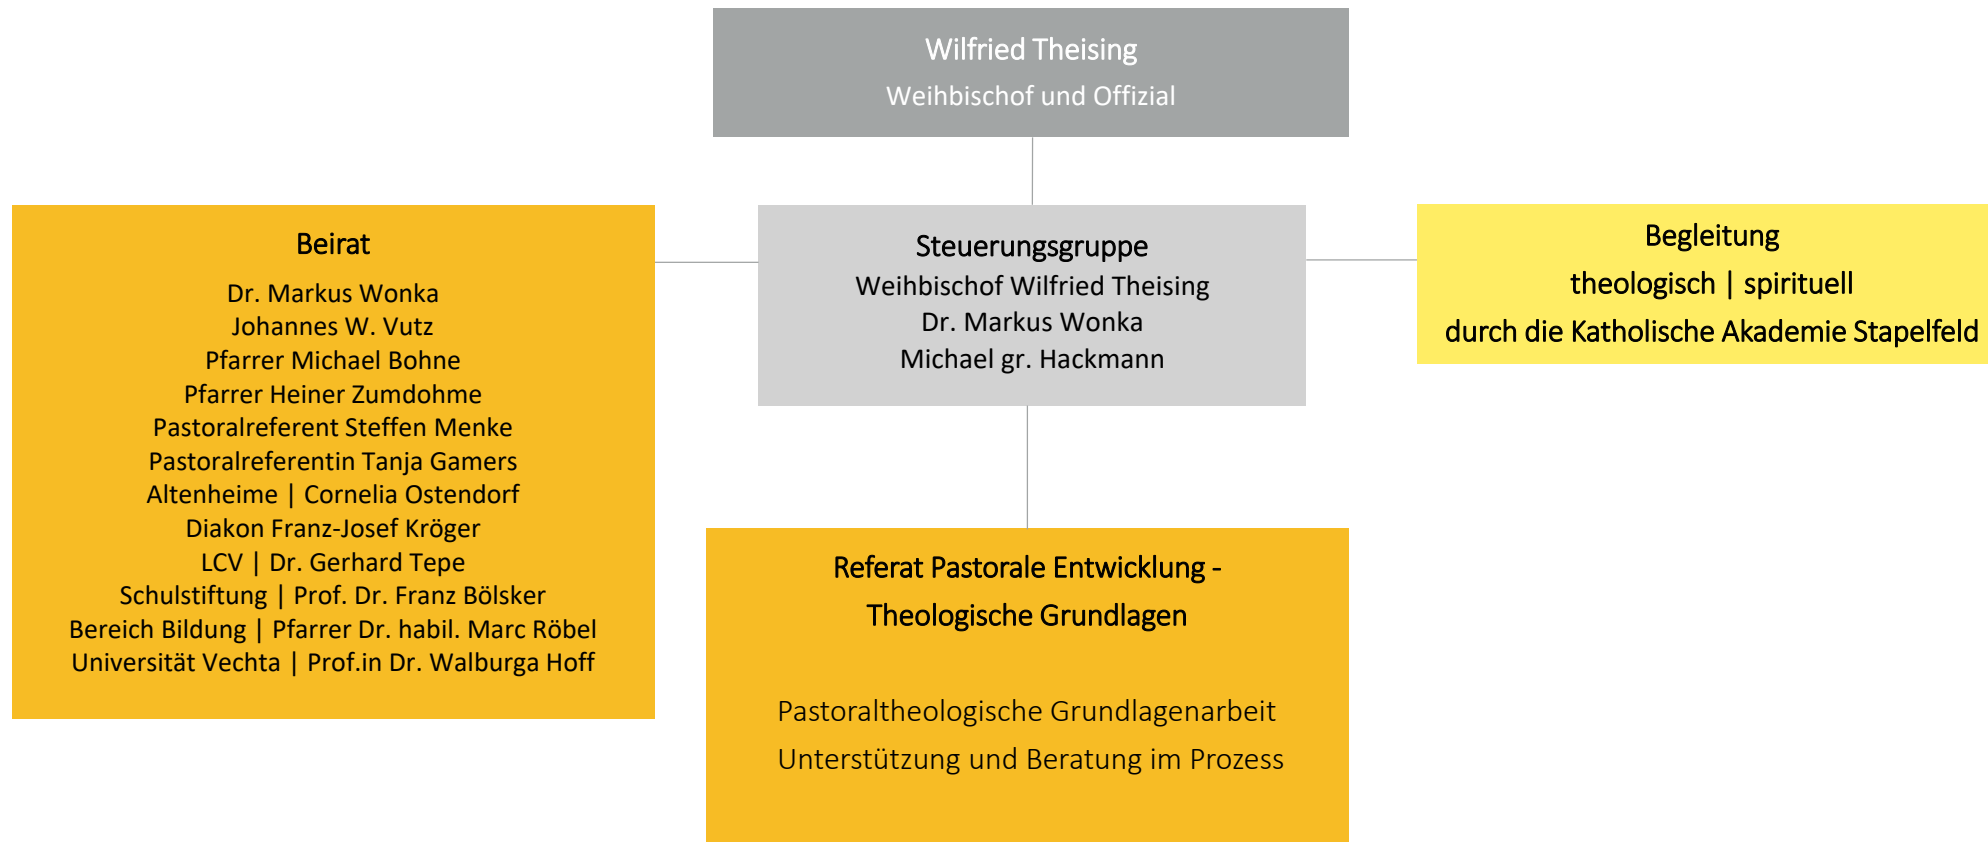 Wilfried Theising
Weihbischof und Offizial
Beirat
Dr. Markus Wonka
Johannes W. Vutz
Pfarrer Michael Bohne
Pfarrer Heiner Zumdohme
Pastoralreferent Steffen Menke
Pastoralreferentin Tanja Gamers
Altenheime | Cornelia Ostendorf
Diakon Franz-Josef Kröger
LCV | Dr. Gerhard Tepe
Schulstiftung | Prof. Dr. Franz Bölsker
Bereich Bildung | Pfarrer Dr. habil. Marc Röbel
Universität Vechta | Prof.in Dr. Walburga Hoff
Steuerungsgruppe
Weihbischof Wilfried Theising
Dr. Markus Wonka
Michael gr. Hackmann
Begleitung
theologisch | spirituell
durch die Katholische Akademie Stapelfeld
Referat Pastorale Entwicklung -
Theologische Grundlagen
Pastoraltheologische Grundlagenarbeit
Unterstützung und Beratung im Prozess